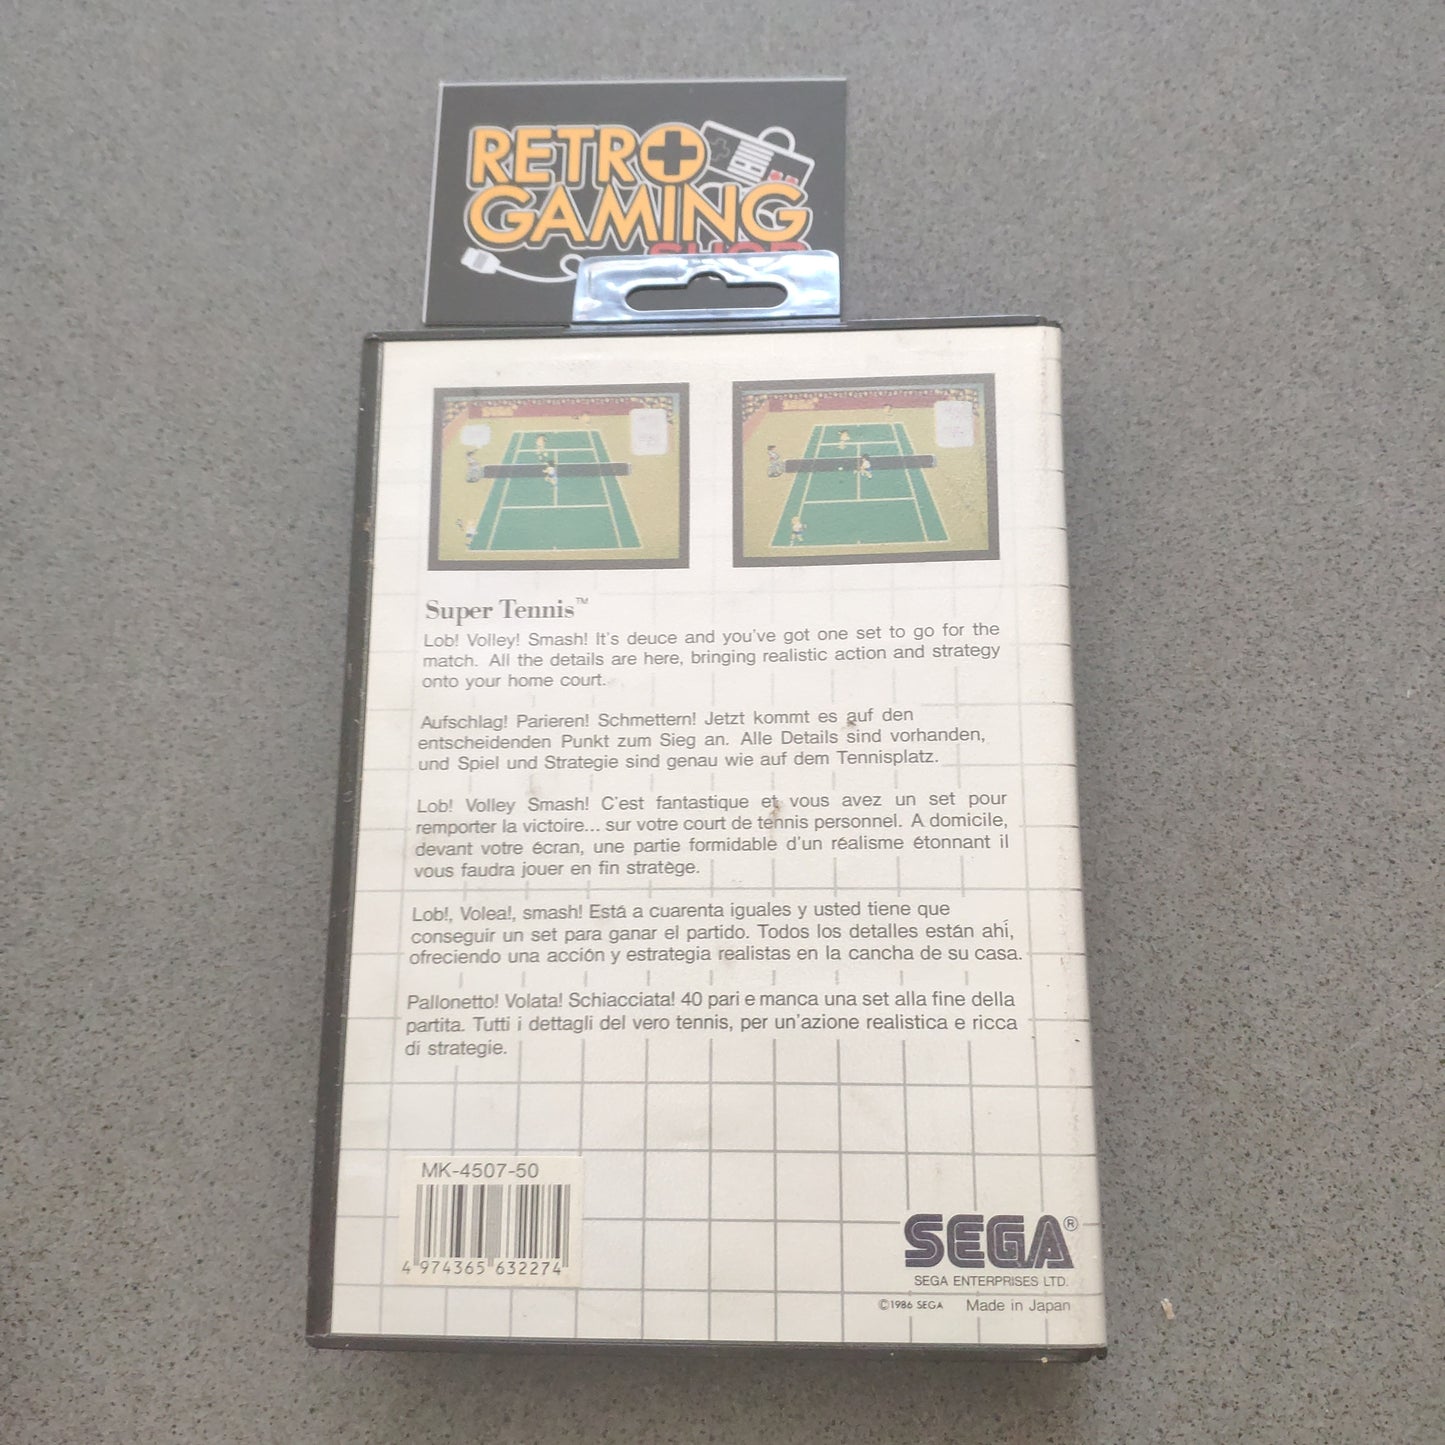 RETRO
GAMING
SHOP
SEGA
SEGA
Super Tennis™
Lob! Volley! Smash! It's deuce and you've got one set to go for the
match. All the details are here, bringing realistic action and strategy
onto your home court.
Aufschlag! Parieren! Schmettern! Jetzt kommt es auf den
entscheidenden Punkt zum Sieg an. Alle Details sind vorhanden,
und Spiel und Strategie sind genau wie auf dem Tennisplatz.
Lob! Volley Smash! C'est fantastique et vous avez un set pour
remporter la victoire... sur votre court de tennis personnel. A domicile,
devant votre écran, une partie formidable d'un réalisme étonnant il
vous faudra jouer en fin stratège.
Lob!, Volea!, smash! Está a cuarenta iguales y usted tiene que
conseguir un set para ganar el partido. Todos los detalles están ahí,
ofreciendo una acción y estrategia realistas en la cancha de su casa.
Pallonetto! Volata! Schiacciata! 40 pari e manca una set alla fine della
partita. Tutti i dettagli del vero tennis, per un'azione realistica e ricca
di strategie.
MK-4507-50
4 974365 632274
SEGA®
SEGA ENTERPRISES LTD.
©1986 SEGA Made in Japan